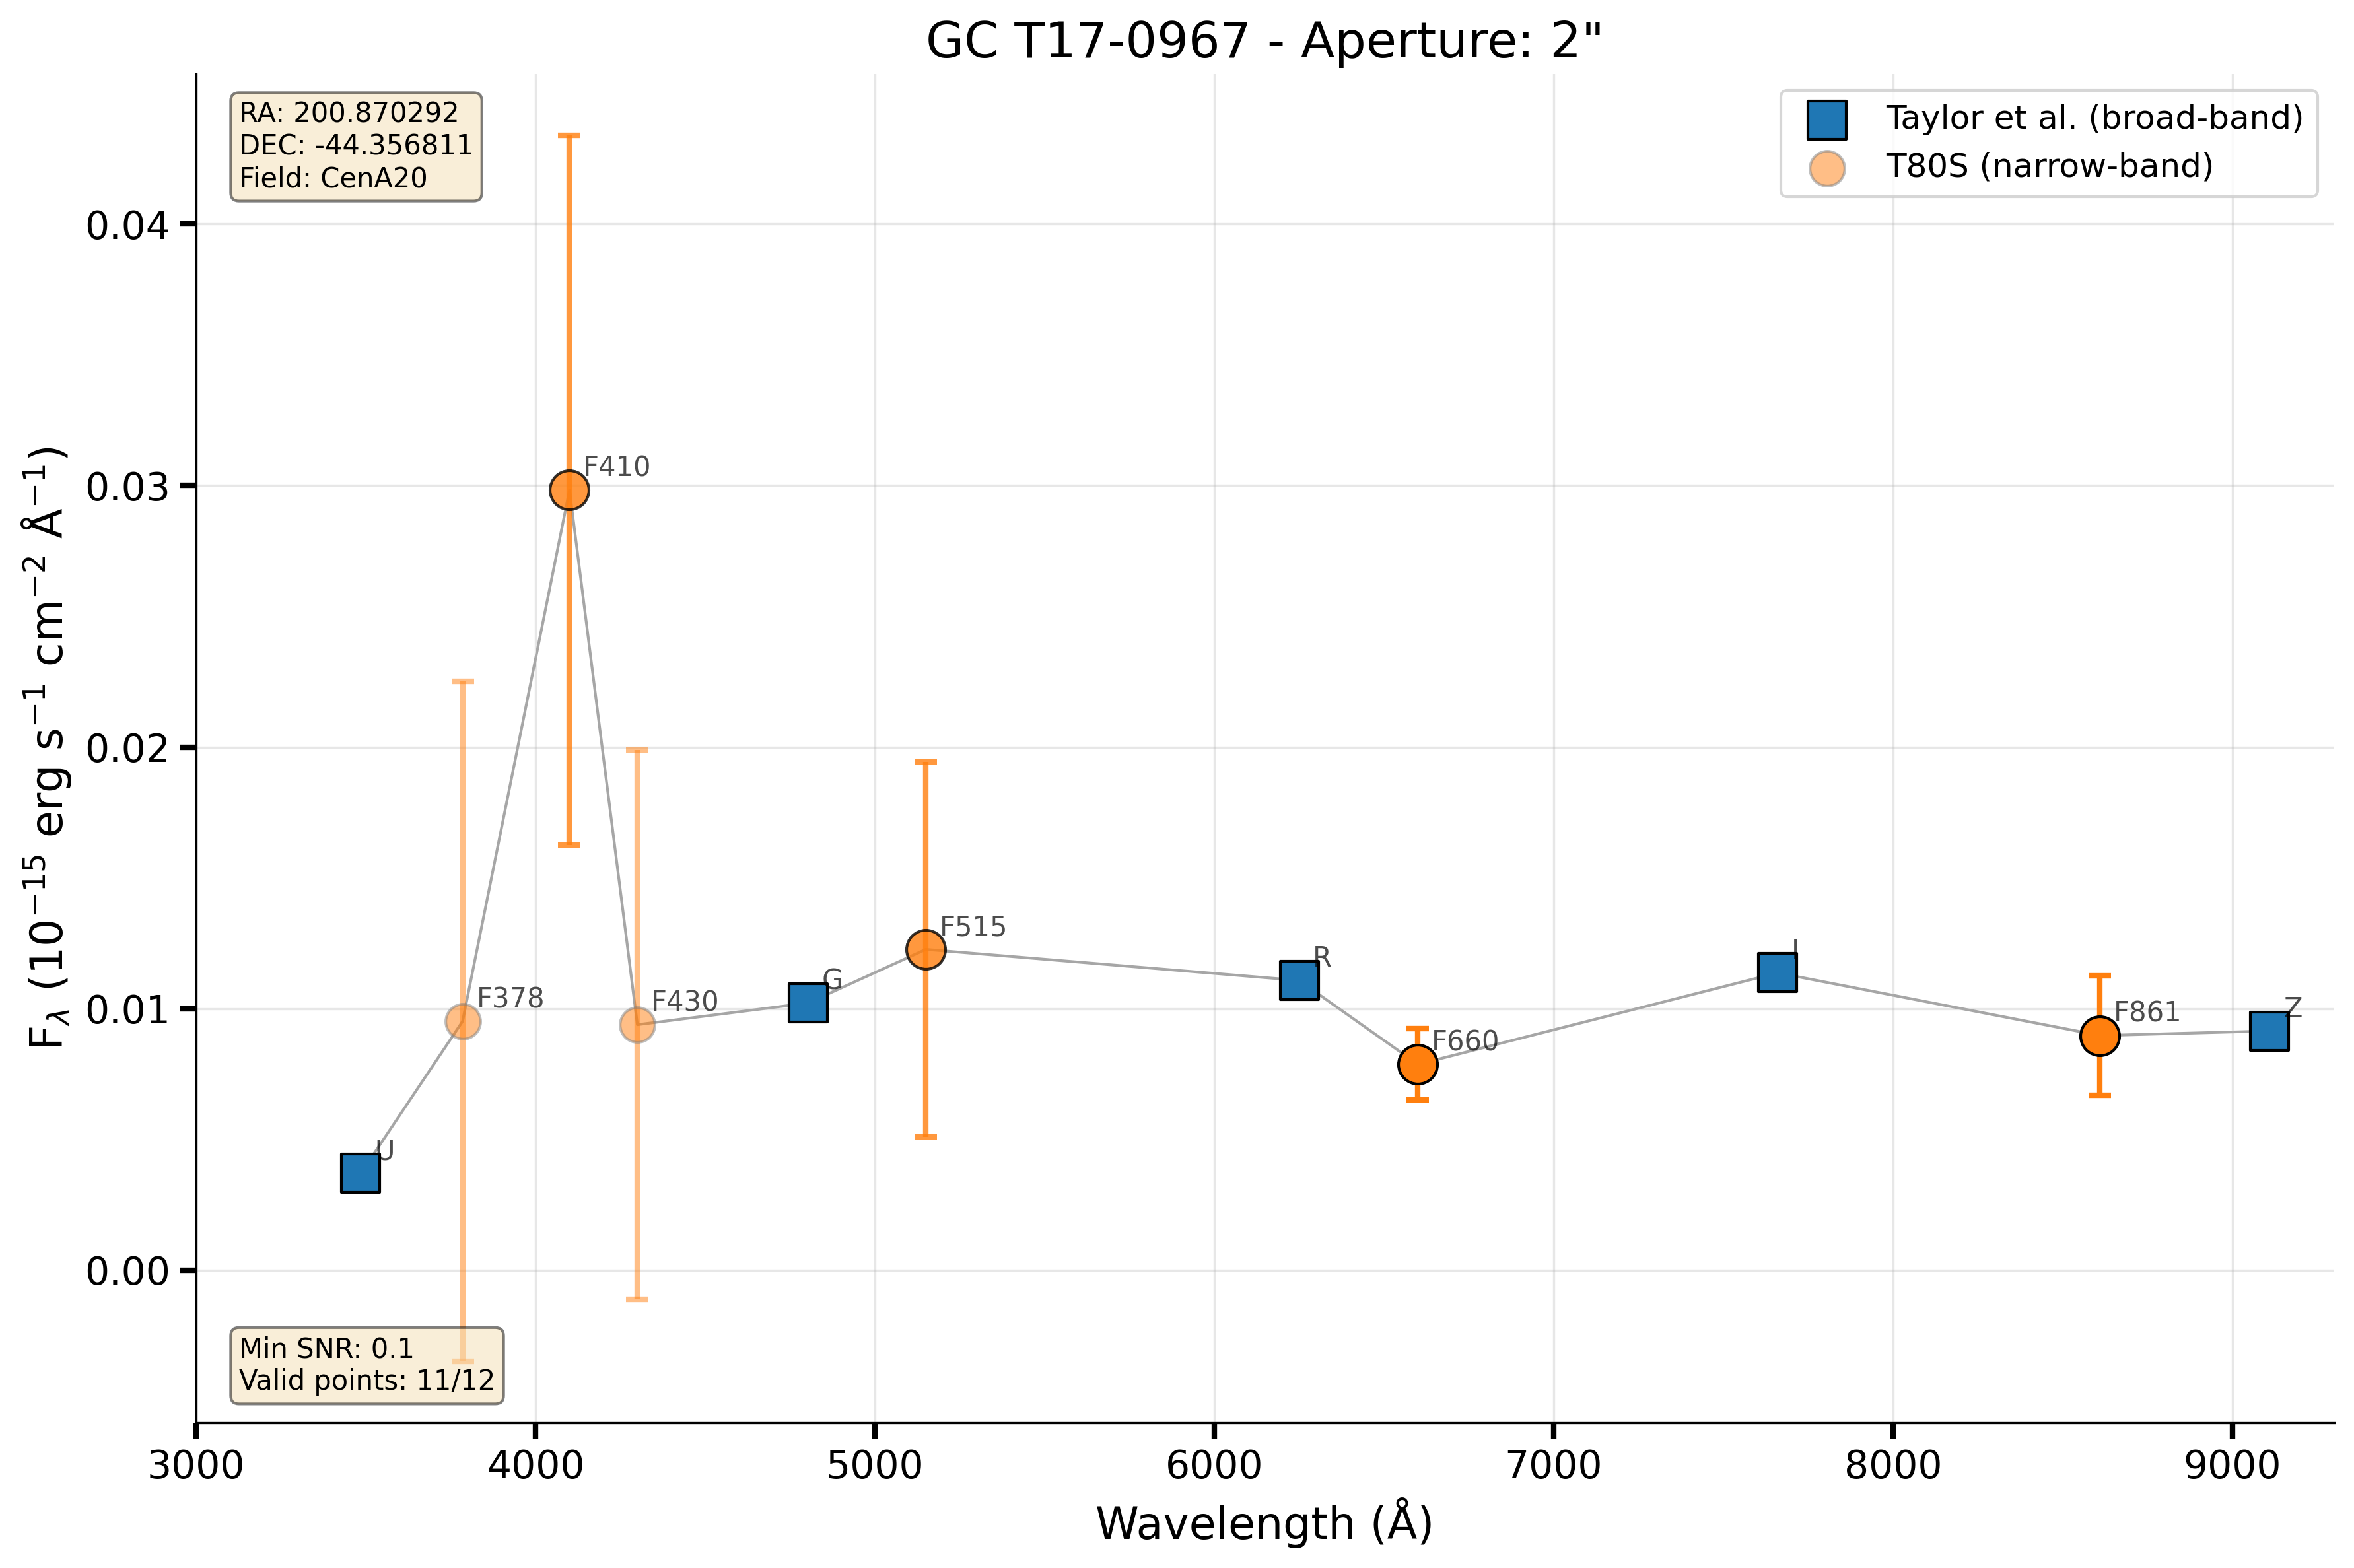 GC T17-0967 - Aperture: 2"
RA: 200.870292
DEC: -44.356811
Field: CenA20
Taylor et al. (broad-band)
T80S (narrow-band)
0.04
0.03
0.02
0.01
0.00
F_λ (10⁻¹⁵ erg s⁻¹ cm⁻² Å⁻¹)
U
F378
F410
F430
G
F515
R
F660
I
F861
Z
Min SNR: 0.1
Valid points: 11/12
3000 4000 5000 6000 7000 8000 9000
Wavelength (Å)